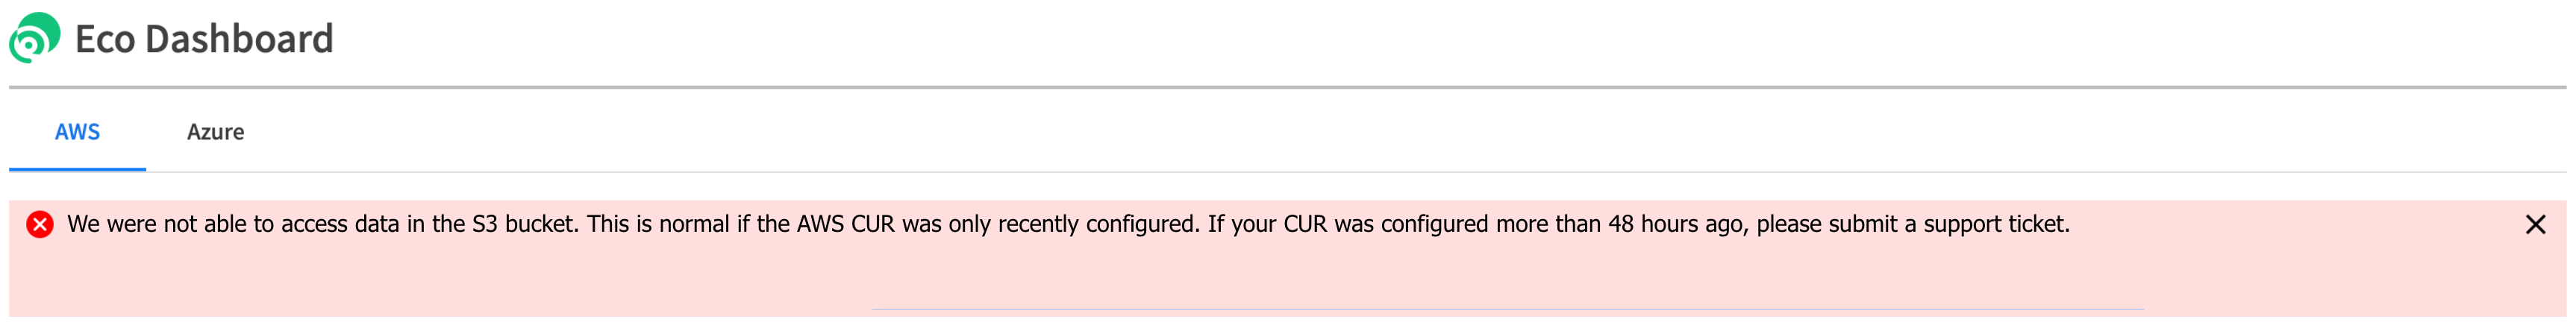 Eco Dashboard
AWS
Azure
We were not able to access data in the S3 bucket. This is normal if the AWS CUR was only recently configured. If your CUR was configured more than 48 hours ago, please submit a support ticket.